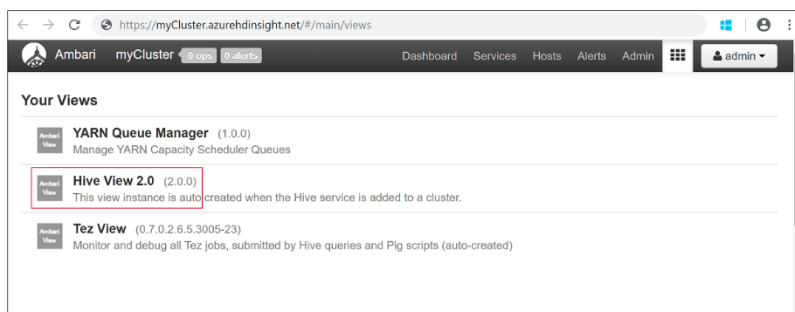 https://myCluster.azurehdinsight.net/#/main/views
Ambari myCluster 0 ops 0 alerts Dashboard Services Hosts Alerts Admin admin
Your Views
Ambari
View
YARN Queue Manager (1.0.0)
Manage YARN Capacity Scheduler Queues
Ambari
View
Hive View 2.0 (2.0.0)
This view instance is auto created when the Hive service is added to a cluster.
Ambari
View
Tez View (0.7.0.2.6.5.3005-23)
Monitor and debug all Tez jobs, submitted by Hive queries and Pig scripts (auto-created)